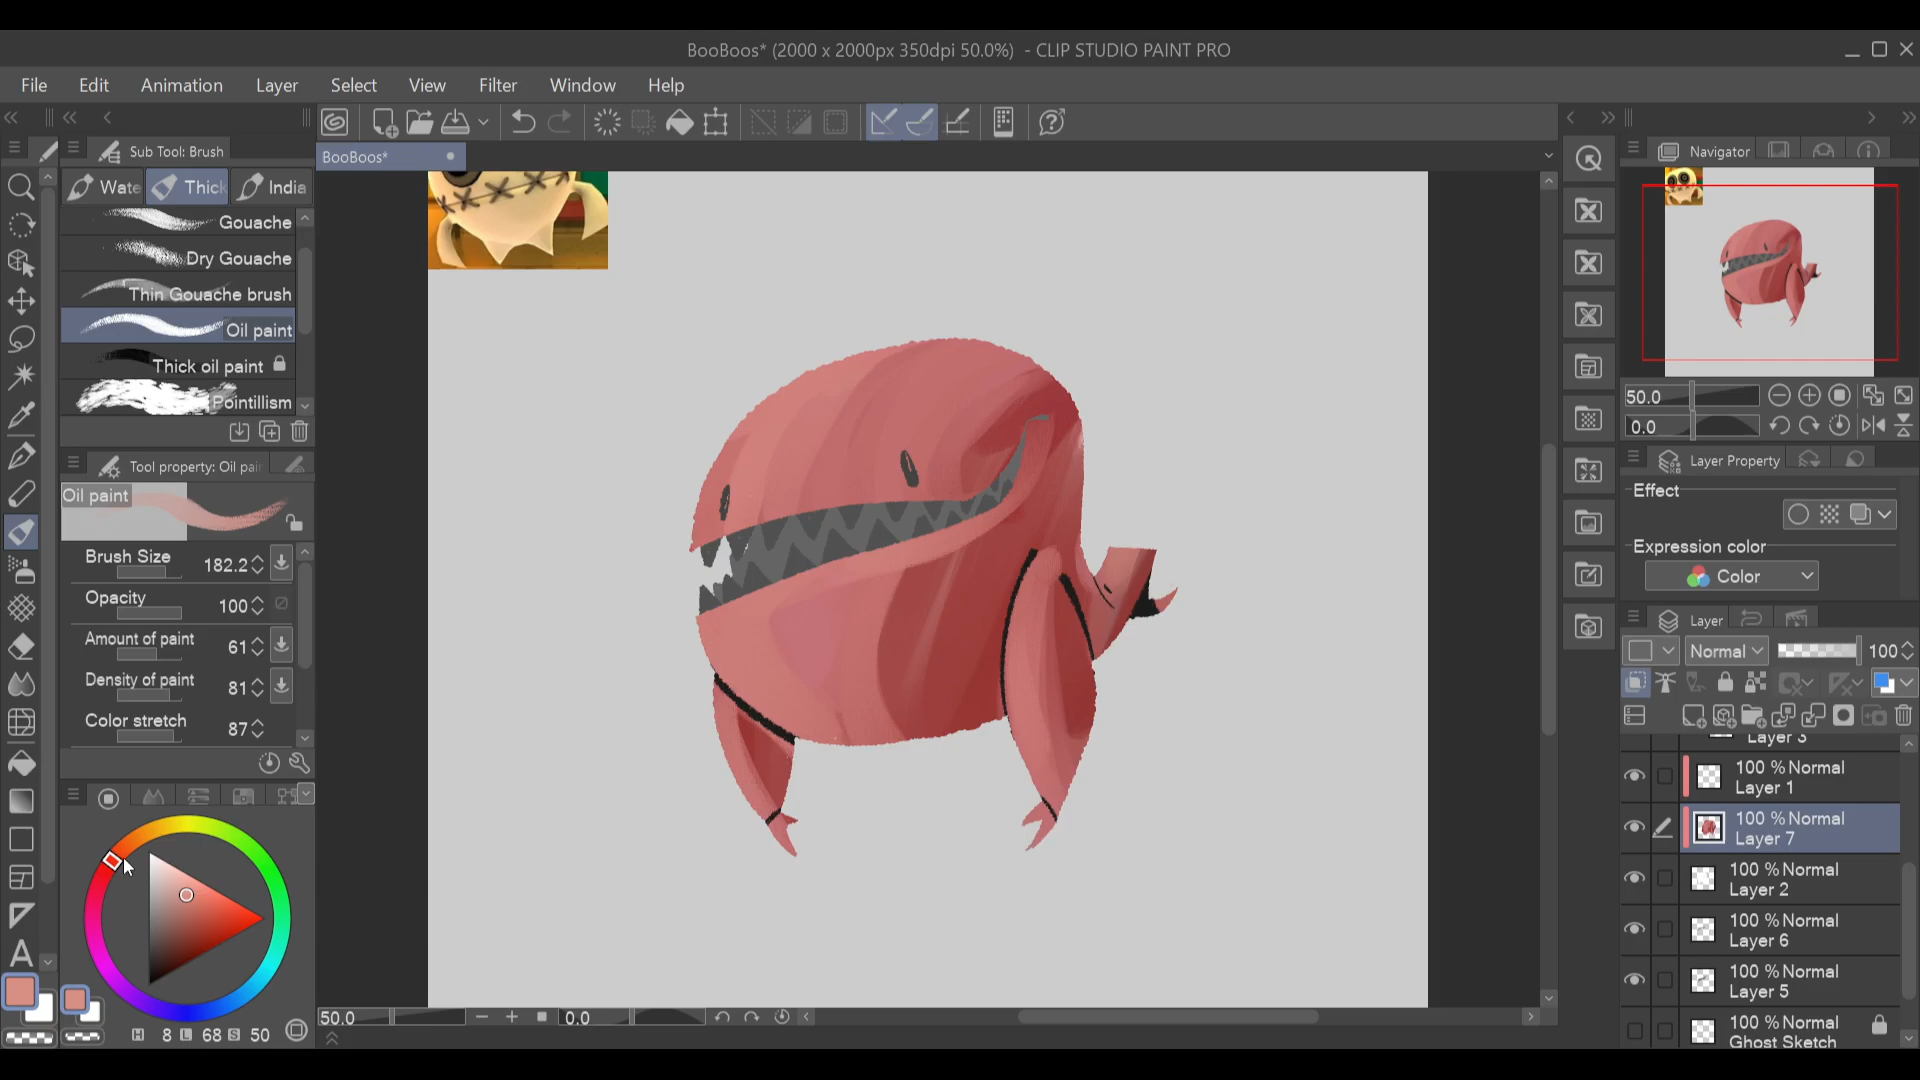 BooBoos* (2000 x 2000px 350dpi 50.0%) - CLIP STUDIO PAINT PRO
File Edit Animation Layer Select View Filter Window Help
Sub Tool: Brush
BooBoos*
Navigator
Wate Thick India
Gouache
Dry Gouache
Thin Gouache brush
Oil paint
Thick oil paint
Pointillism
50.0
0.0
Tool property: Oil pai
Layer Property
Oil paint
Effect
Brush Size 182.2
Expression color
Color
Opacity 100
Amount of paint 61
Layer
Normal 100
Density of paint 81
Color stretch 87
Layer 3
100 %Normal
Layer 1
100 %Normal
Layer 7
100 %Normal
Layer 2
100 %Normal
Layer 6
100 %Normal
Layer 5
100 %Normal
Ghost Sketch
A
50.0 0.0
H 8 L 68 S 50